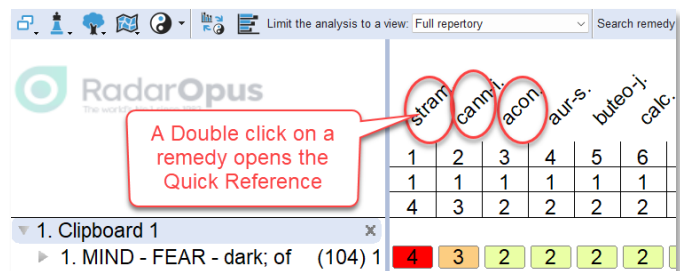 Limit the analysis to a view: Full repertory Search remedy
RadarOpus
A Double click on a
remedy opens the
Quick Reference
stram. cann-i. acon. aur-s. buteo-j. calc.
1 2 3 4 5 6
1 1 1 1 1 1
4 3 2 2 2 2
1. Clipboard 1 x
1. MIND - FEAR - dark; of (104) 1 4 3 2 2 2 2